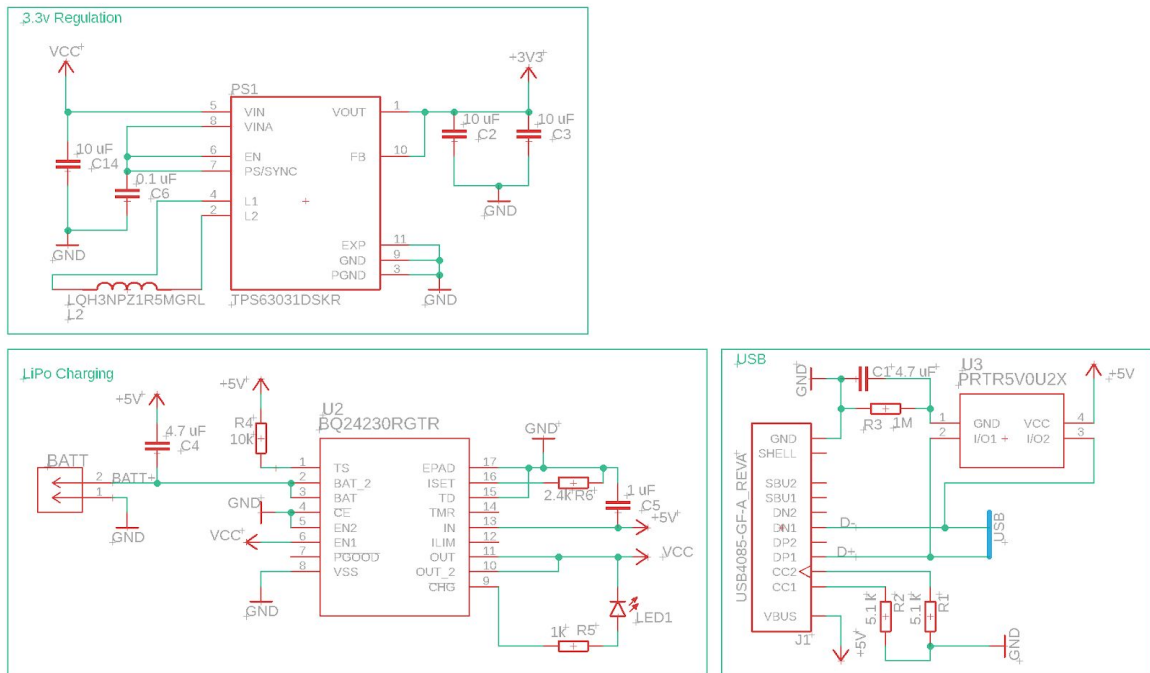 3.3v Regulation
VCC
+3V3
PS1
5 VIN VOUT 1
8 VINA
10 uF C14
10 uF C2
10 uF C3
6 EN FB 10
7 PS/SYNC
0.1 uF C6
4 L1
2 L2
GND
GND
EXP 11
GND 9
PGND 3
GND
LQH3NPZ1R5MGRL
L2
TPS63031DSKR
LiPo Charging
+5V
+5V
4.7 uF C4
R4 10k
U2
BQ24230RGTR
GND
BATT
2 BATT+
1
GND
1 TS EPAD 17
2 BAT_2 ISET 16
3 BAT TD 15
2.4k R6
1 uF C5
GND
4 CE TMR 14
5 EN2 IN 13
+5V
VCC
6 EN1 ILIM 12
7 PGOOD OUT 11
VCC
8 VSS OUT_2 10
CHG 9
GND
LED1
1k R5
USB
GND
C1 4.7 uF
R3 1M
U3
PRTR5V0U2X
+5V
1 GND VCC 4
2 I/O1 I/O2 3
USB4085-GF-A_REVA
GND
SHELL
SBU2
SBU1
DN2
DN1 D-
DP2
DP1 D+
USB
CC2
CC1
5.1 K R2
5.1 K R1
VBUS
J1
+5V
GND